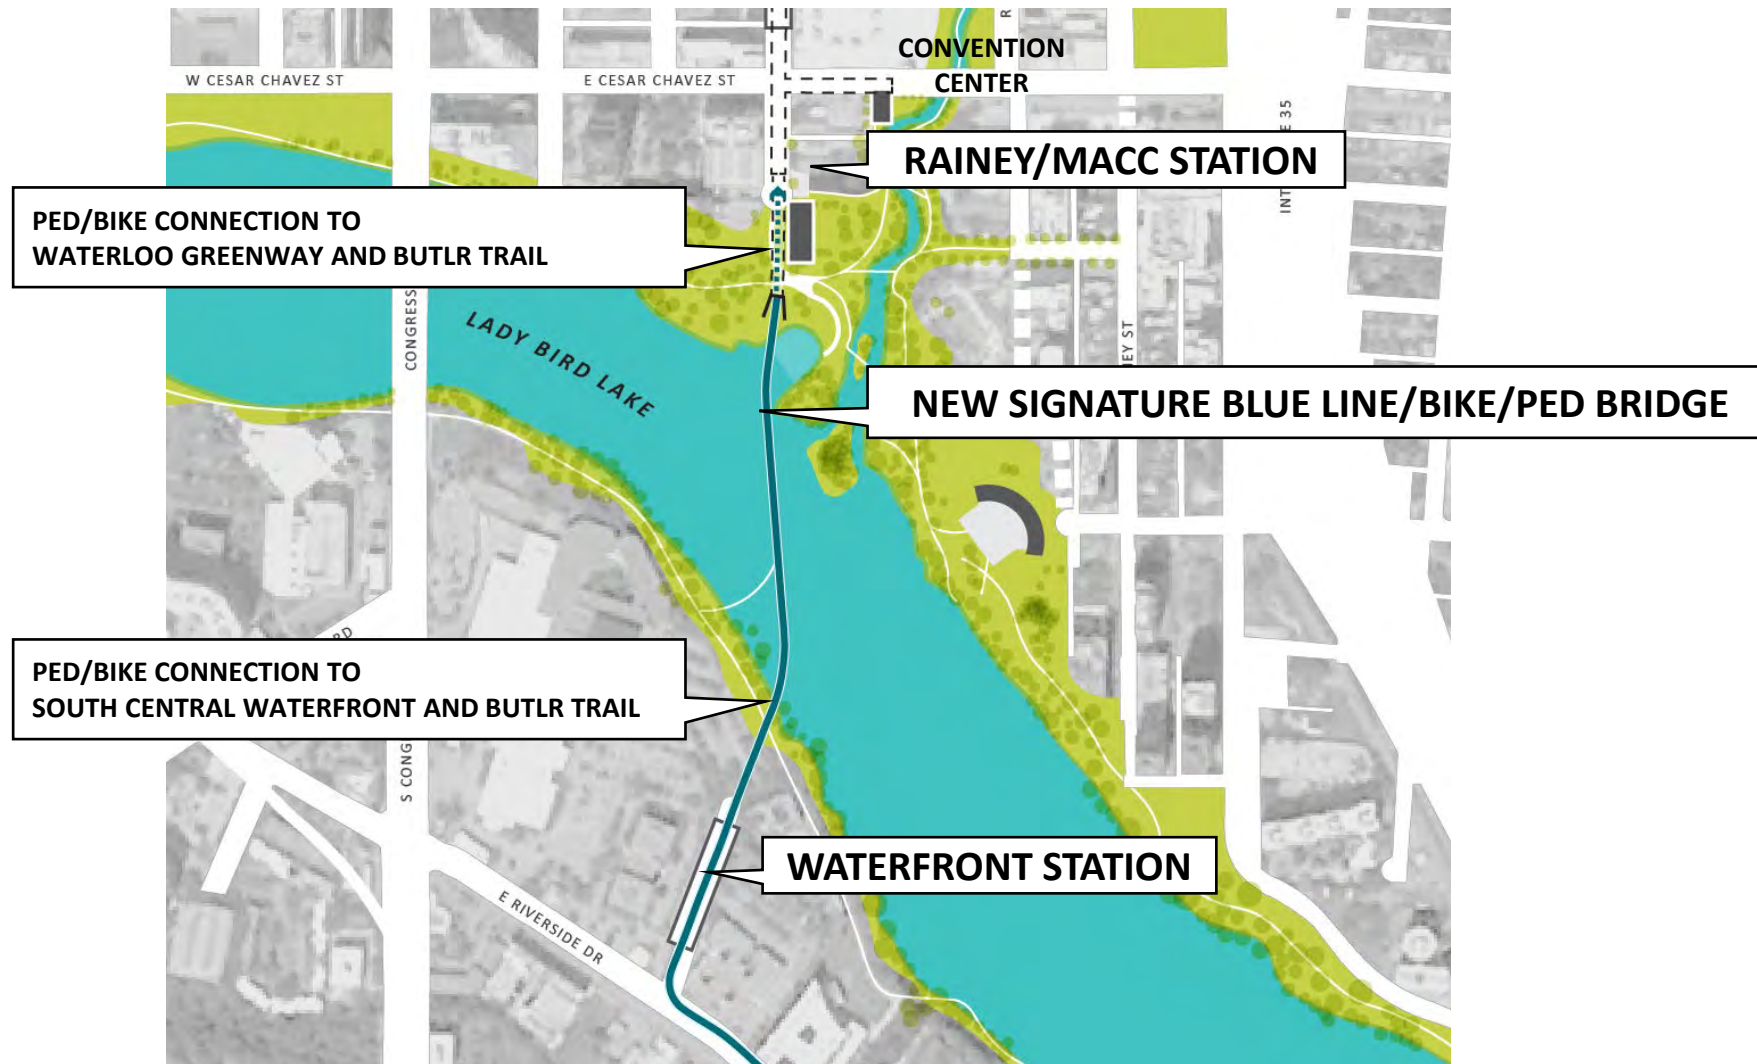 CONVENTION
CENTER
W CESAR CHAVEZ ST
E CESAR CHAVEZ ST
RAINEY/MACC STATION
PED/BIKE CONNECTION TO
WATERLOO GREENWAY AND BUTLR TRAIL
CONGRESS
LADY BIRD LAKE
NEW SIGNATURE BLUE LINE/BIKE/PED BRIDGE
PED/BIKE CONNECTION TO
SOUTH CENTRAL WATERFRONT AND BUTLR TRAIL
WATERFRONT STATION
E RIVERSIDE DR